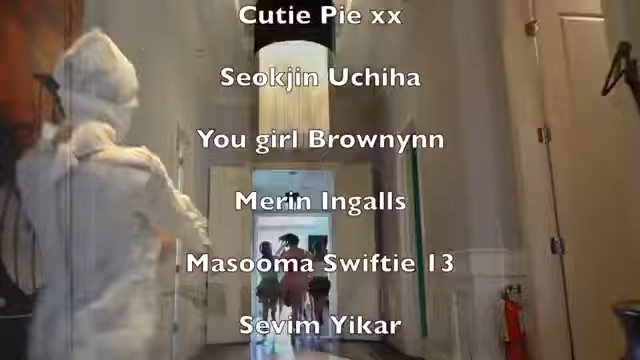 Cutie Pie xx
Seokjin Uchiha
You girl Brownynn
Merin Ingalls
Masooma Swiftie 13
Sevim Yikar